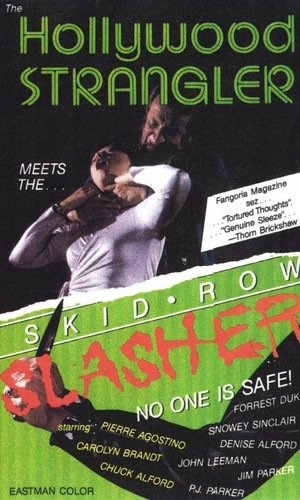 The
Hollywood
STRANGLER
MEETS
THE...
Fangoria Magazine
sez...
"Tortured Thoughts".
"Genuine Sleeze"...
—Thorn Brickshaw
SKID•ROW
SLASHER
NO ONE IS SAFE!
starring PIERRE AGOSTINO
CAROLYN BRANDT
CHUCK ALFORD
FORREST DUK
SNOWEY SINCLAIR
DENISE ALFORD
JOHN LEEMAN
JIM PARKER
P.J. PARKER
EASTMAN COLOR